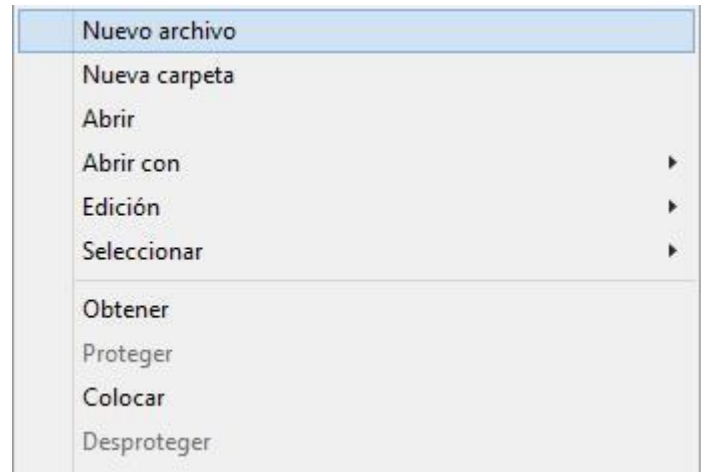 Nuevo archivo
Nueva carpeta
Abrir
Abrir con
Edición
Seleccionar
Obtener
Proteger
Colocar
Desproteger